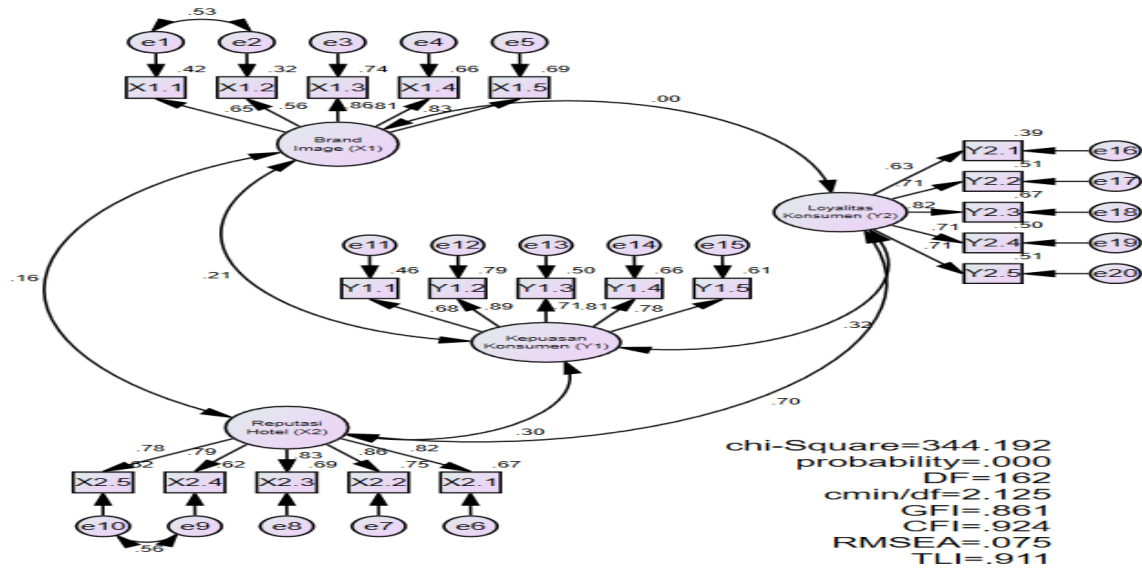 .53
e1 e2 e3 e4 e5
.42 .32 .74 .66 .69
X1.1 X1.2 X1.3 X1.4 X1.5
.65 .56 .86 .81 .83
.00
Brand
Image (X1)
.39
Y2.1 e16
.63 .51
Y2.2 e17
.71 .67
Loyalitas
Konsumen (Y2)
.82 Y2.3 e18
.50
.71 Y2.4 e19
.51
.71 Y2.5 e20
e11 e12 e13 e14 e15
.46 .79 .50 .66 .61
Y1.1 Y1.2 Y1.3 Y1.4 Y1.5
.68 .89 .71 .81 .78
.16 .21
.32
Kepuasan
Konsumen (Y1)
.70
Reputasi
Hotel (X2)
.30
.78 .79 .83 .86 .82
.62 .62 .69 .75 .67
X2.5 X2.4 X2.3 X2.2 X2.1
e10 e9 e8 e7 e6
.56
chi-Square=344.192
probability=.000
DF=162
cmin/df=2.125
GFI=.861
CFI=.924
RMSEA=.075
TLI=.911